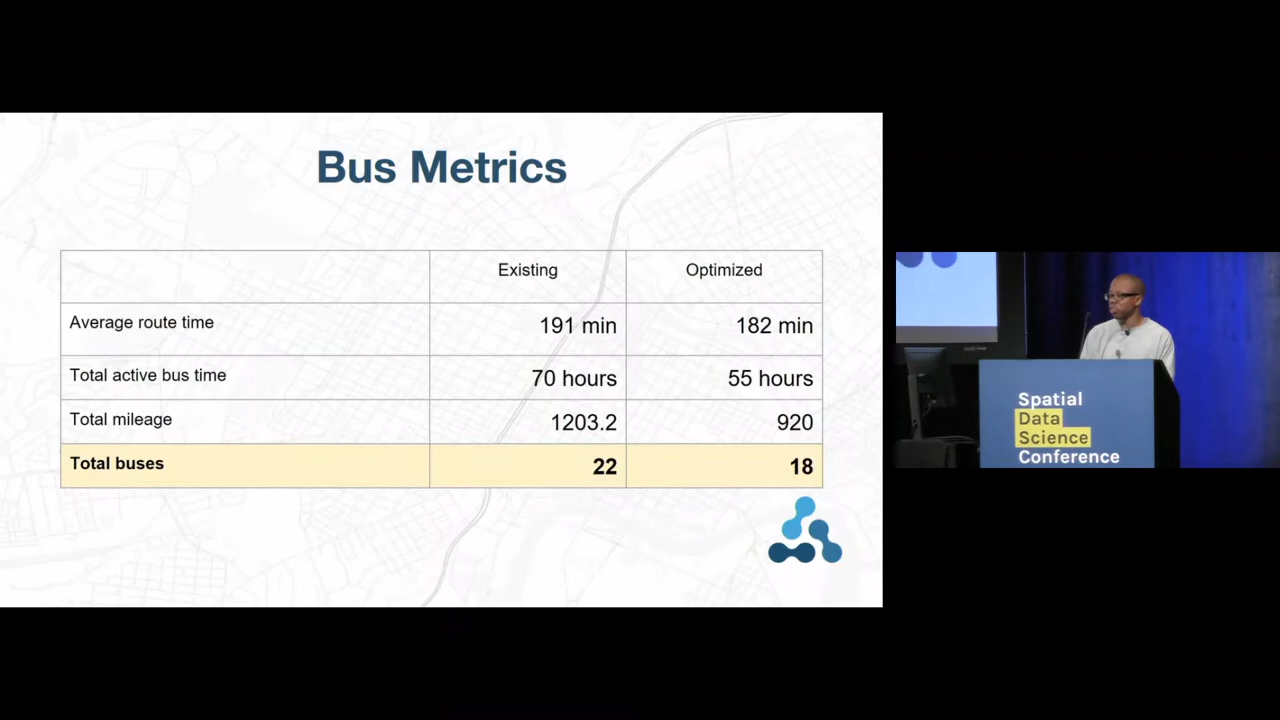 Bus Metrics
Existing Optimized
Average route time 191 min 182 min
Total active bus time 70 hours 55 hours
Total mileage 1203.2 920
Total buses 22 18
Spatial
Data
Science
Conference